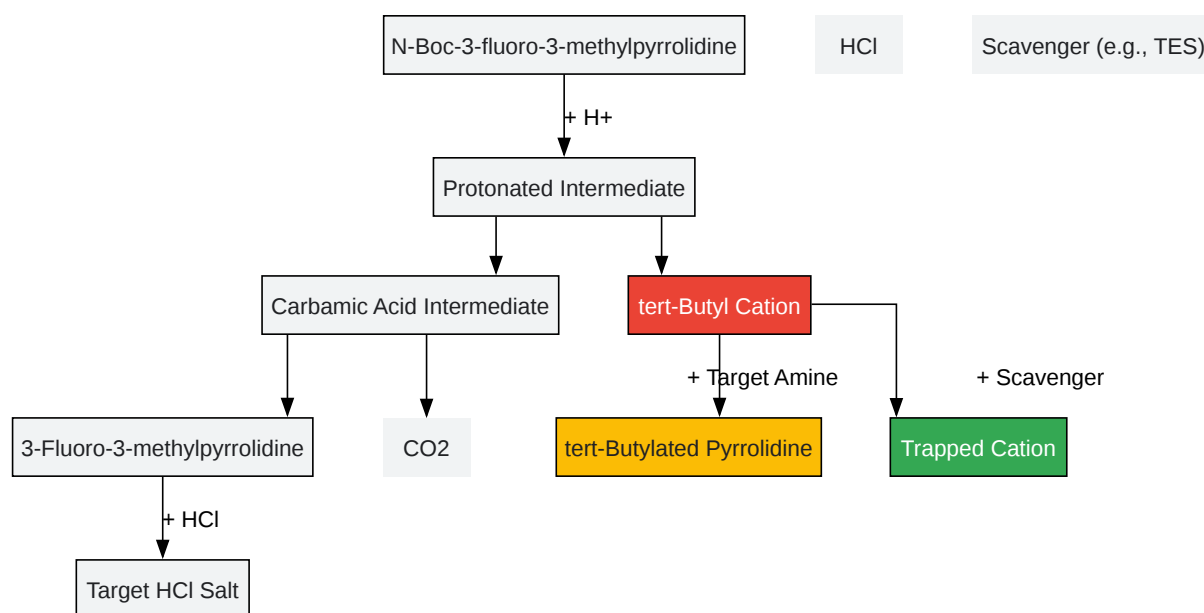 N-Boc-3-fluoro-3-methylpyrrolidine
HCl
Scavenger (e.g., TES)
+ H+
Protonated Intermediate
Carbamic Acid Intermediate
tert-Butyl Cation
+ Target Amine
+ Scavenger
3-Fluoro-3-methylpyrrolidine
CO2
tert-Butylated Pyrrolidine
Trapped Cation
+ HCl
Target HCl Salt